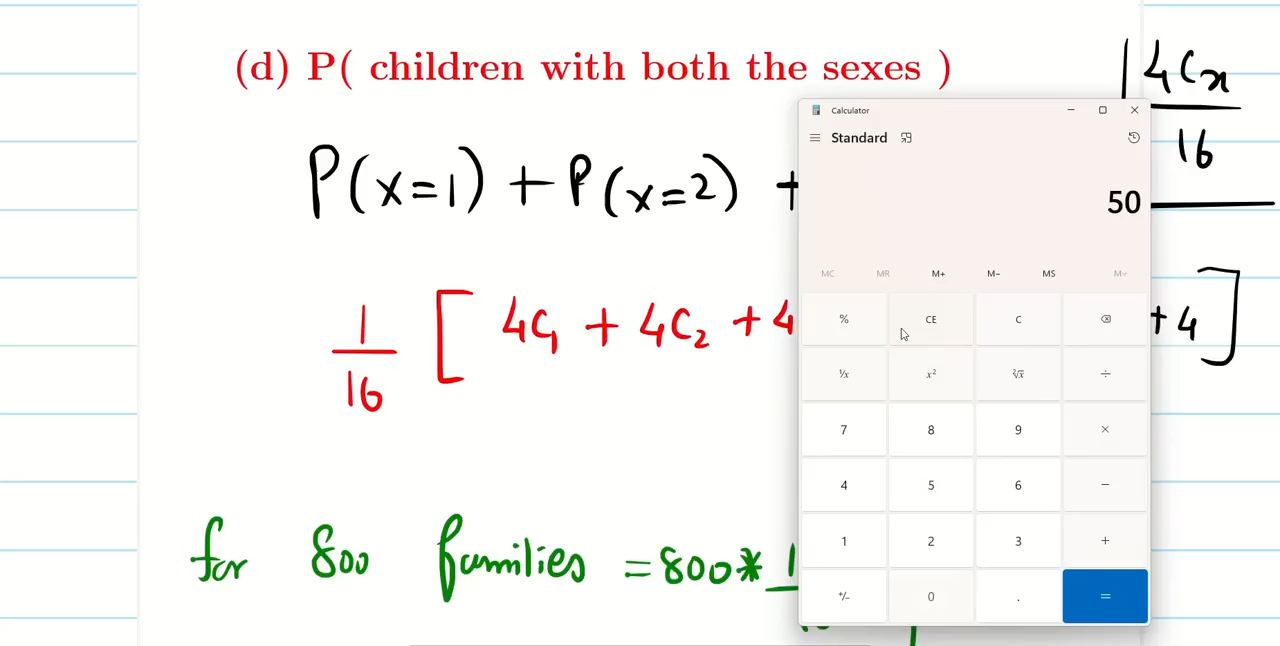 (d) P( children with both the sexes )
4Cx
16
P(x=1) + P(x=2) +
1
16
[ 4C1 + 4C2 + 4
+ 4 ]
for 800 families = 800 * 1
Calculator
Standard
50
MC MR M+ M− MS M
% CE C
¹/x x² ²√x ÷
7 8 9 ×
4 5 6 −
1 2 3 +
+/− 0 . =